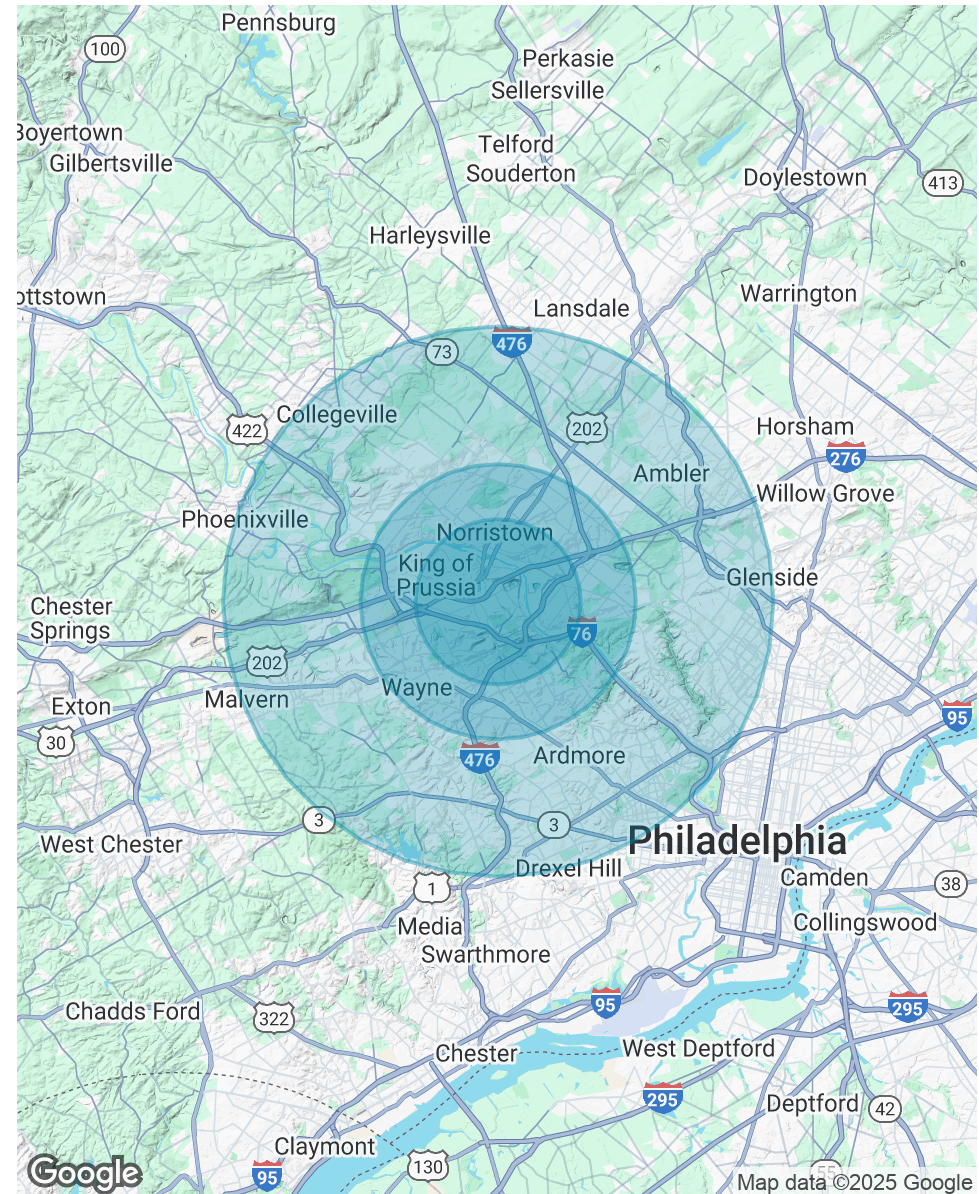 Pennsburg
100
Perkasie
Sellersville
Boyertown
Gilbertsville
Telford
Souderton
Doylestown
413
Harleysville
ottstown
Lansdale
Warrington
476
73
Collegeville
422
202
Horsham
276
Ambler
Willow Grove
Phoenixville
Norristown
King of
Prussia
Glenside
Chester
Springs
76
202
Malvern
Wayne
Exton
30
95
476
Ardmore
3
3
West Chester
Philadelphia
Drexel Hill
Camden
1
38
Media
Collingswood
Swarthmore
95
295
Chadds Ford
322
Chester
West Deptford
295
Deptford
42
Claymont
130
95
55
Google
Map data ©2025 Google